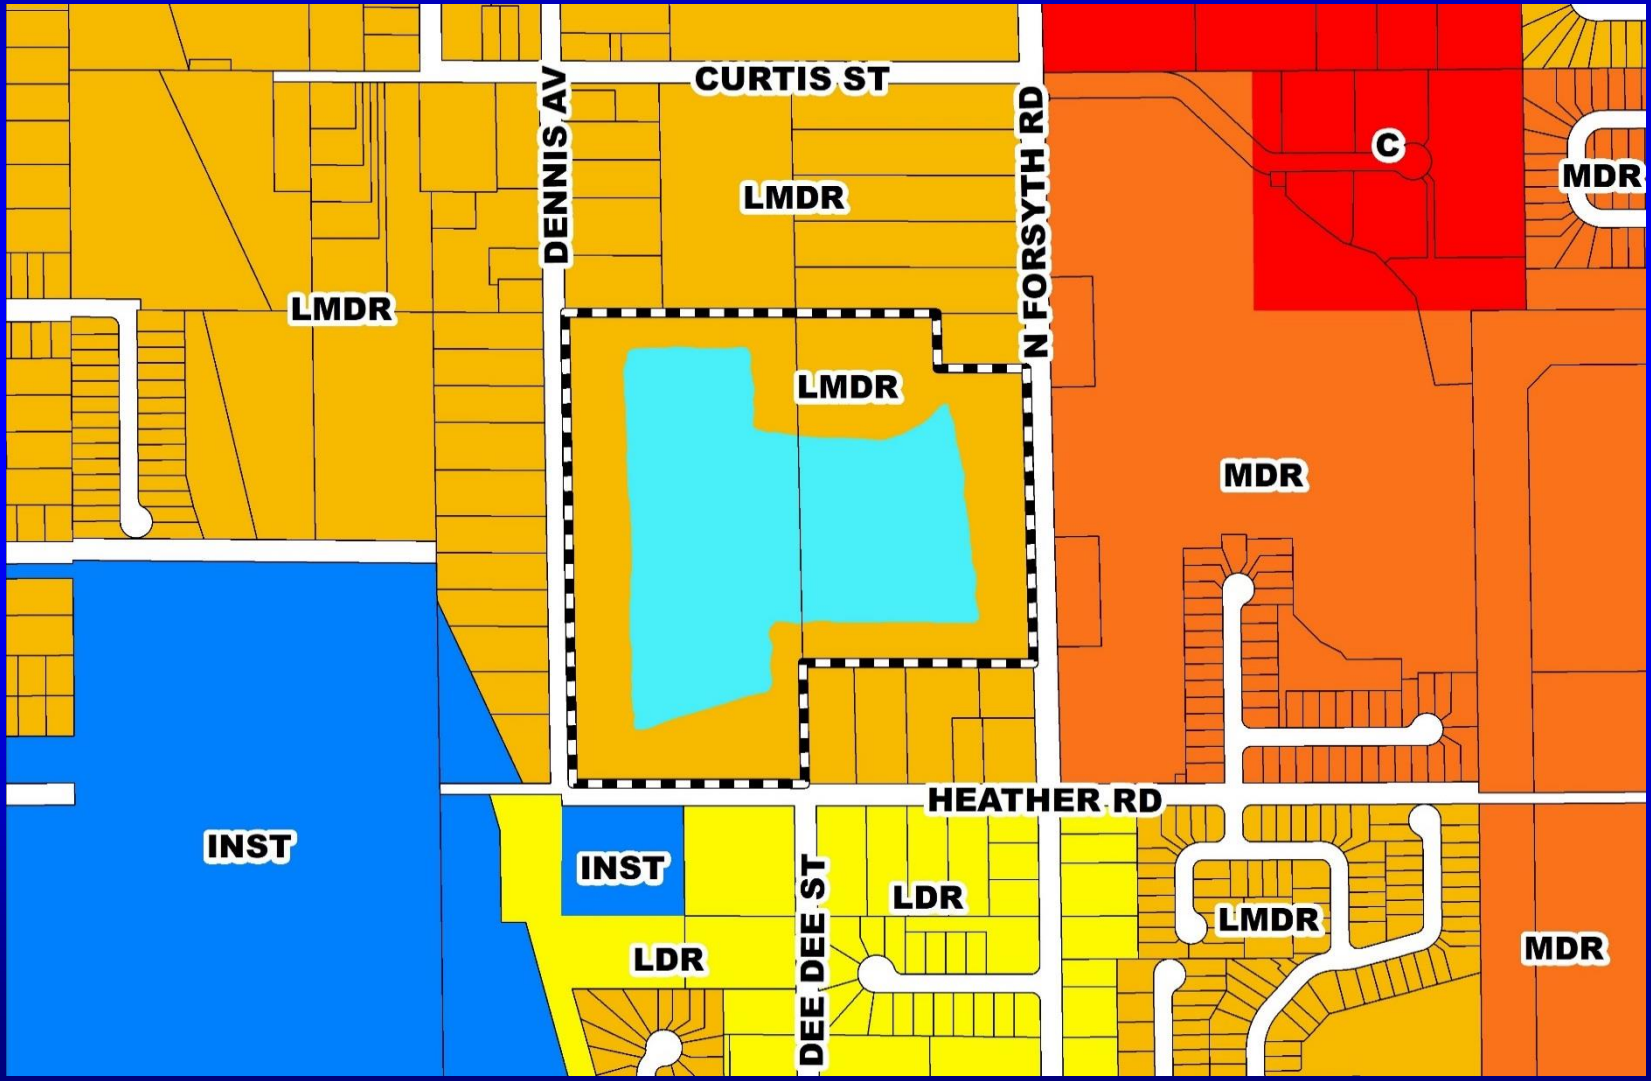 CURTIS ST
DENNIS AV
N FORSYTH RD
C
MDR
LMDR
LMDR
LMDR
MDR
HEATHER RD
INST
INST
LDR
LMDR
MDR
LDR
DEE DEE ST